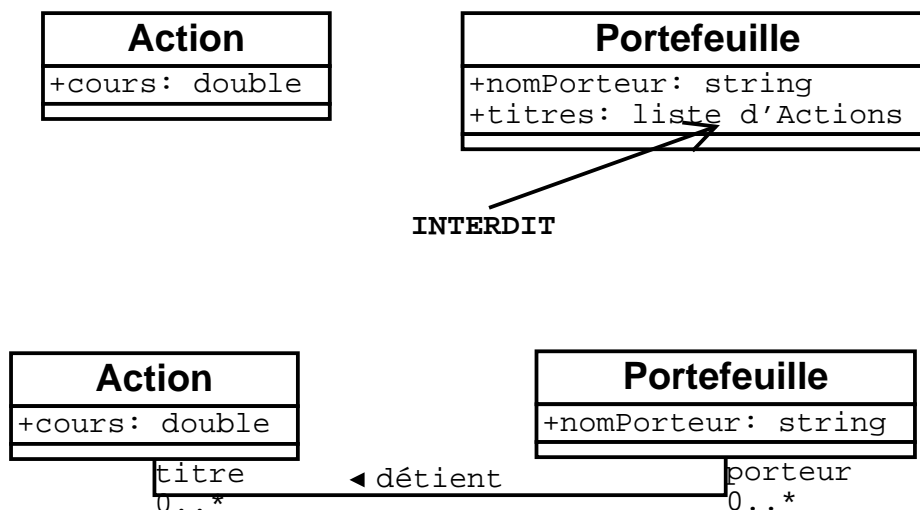 Action
+cours: double
Portefeuille
+nomPorteur: string
+titres: liste d'Actions
INTERDIT
Action
+cours: double
Portefeuille
+nomPorteur: string
titre
0..*
◄ détient
porteur
0..*